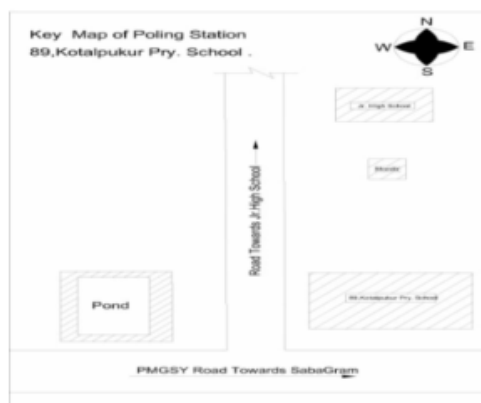 Key Map of Poling Station
89,Kotalpukur Pry. School .
N
W
E
S
Jr. High School
Road Towards Jr.High School
89,Kotalpukur Pry. School
Pond
PMGSY Road Towards SabaGram